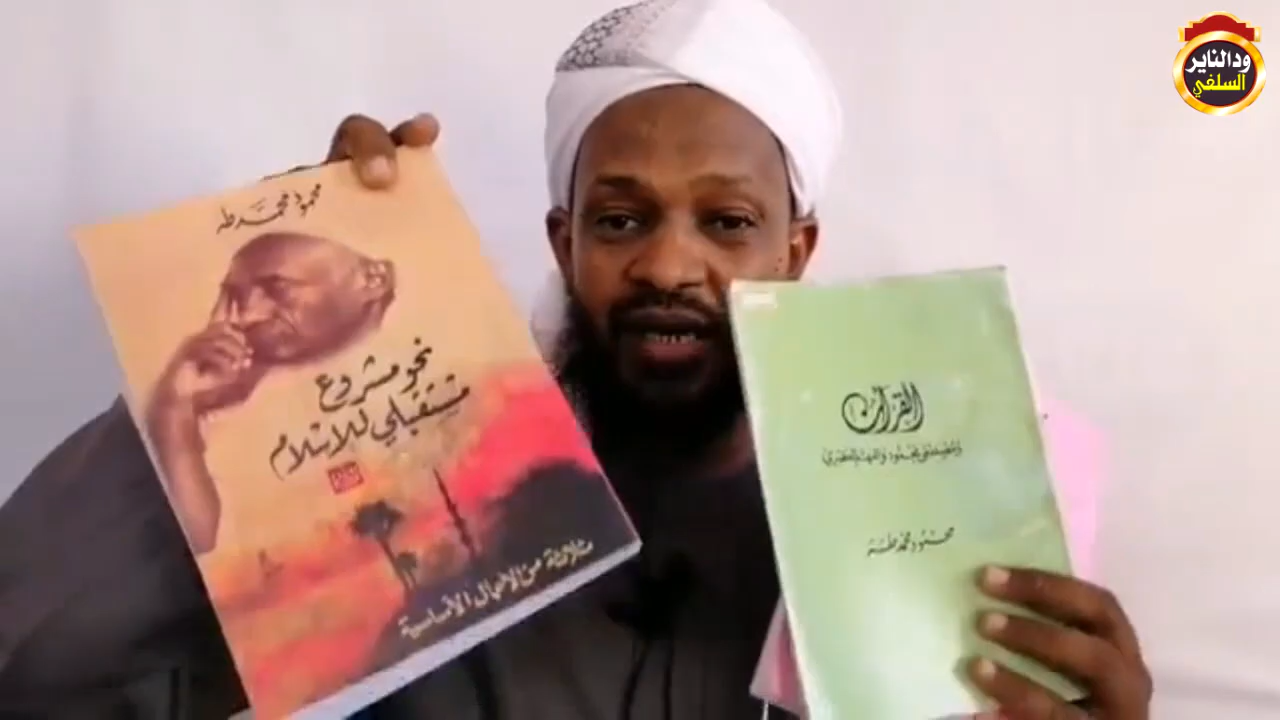 ودالناير
السلفي
محمود محمد طه
نحو مشروع
مستقبلي للإسلام
ثلاثة من الأعمال الأساسية
القرآن
ومصطفى محمود والفهم العصري
محمود محمد طه